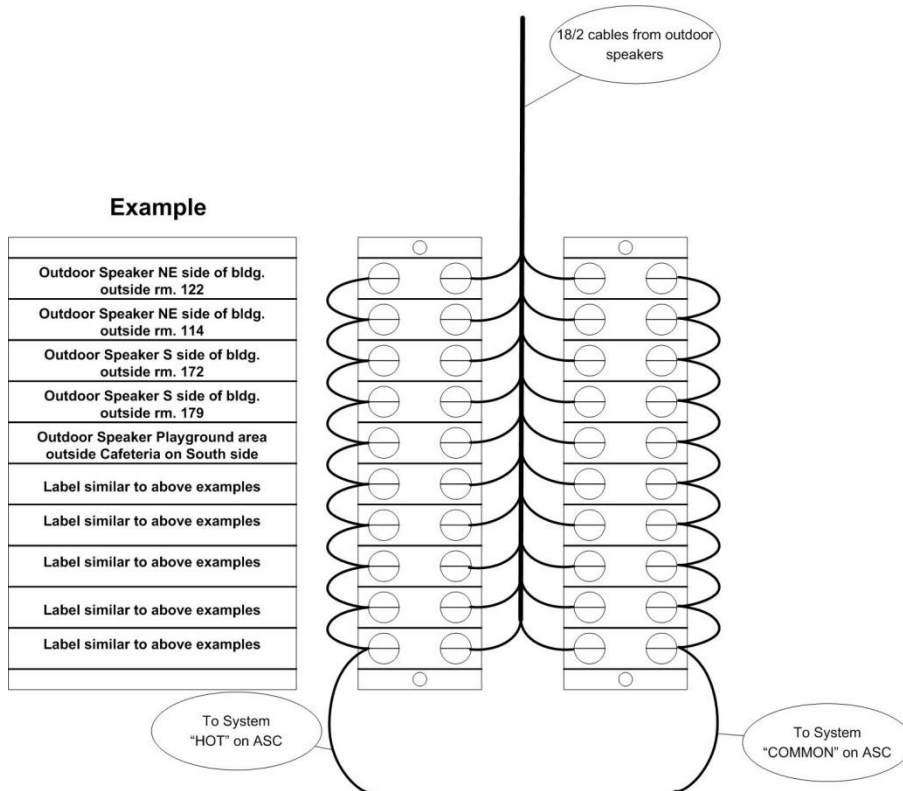 18/2 cables from outdoor
speakers
Example
Outdoor Speaker NE side of bldg.
outside rm. 122
Outdoor Speaker NE side of bldg.
outside rm. 114
Outdoor Speaker S side of bldg.
outside rm. 172
Outdoor Speaker S side of bldg.
outside rm. 179
Outdoor Speaker Playground area
outside Cafeteria on South side
Label similar to above examples
Label similar to above examples
Label similar to above examples
Label similar to above examples
Label similar to above examples
To System
“HOT” on ASC
To System
“COMMON” on ASC